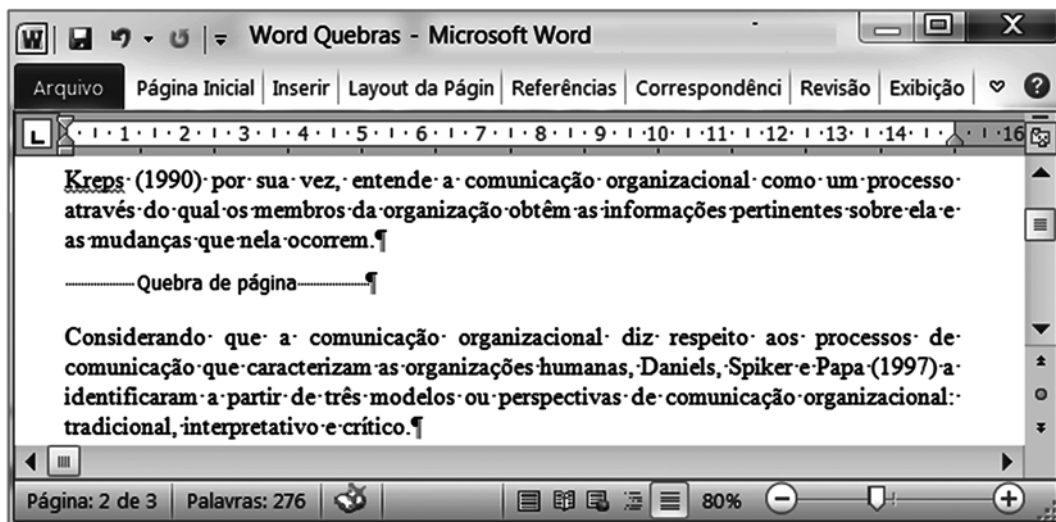 Word Quebras - Microsoft Word
Arquivo Página Inicial Inserir Layout da Págin Referências Correspondênci Revisão Exibição
L 1 2 3 4 5 6 7 8 9 10 11 12 13 14 16
Kreps (1990) por sua vez, entende a comunicação organizacional como um processo
através do qual os membros da organização obtêm as informações pertinentes sobre ela e
as mudanças que nela ocorrem.¶
Quebra de página¶
Considerando que a comunicação organizacional diz respeito aos processos de
comunicação que caracterizam as organizações humanas, Daniels, Spiker e Papa (1997) a
identificaram a partir de três modelos ou perspectivas de comunicação organizacional:
tradicional, interpretativo e crítico.¶
Página: 2 de 3 Palavras: 276 80%